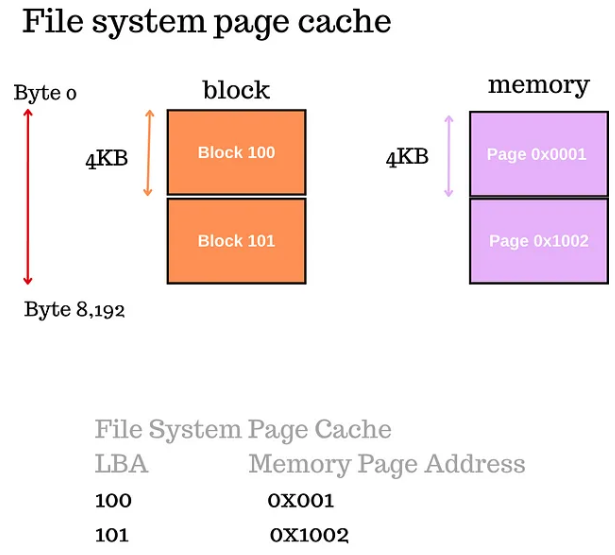 File system page cache
Byte 0
block
memory
4KB
Block 100
4KB
Page 0x0001
Block 101
Page 0x1002
Byte 8,192
File System Page Cache
LBA Memory Page Address
100 0X001
101 0X1002